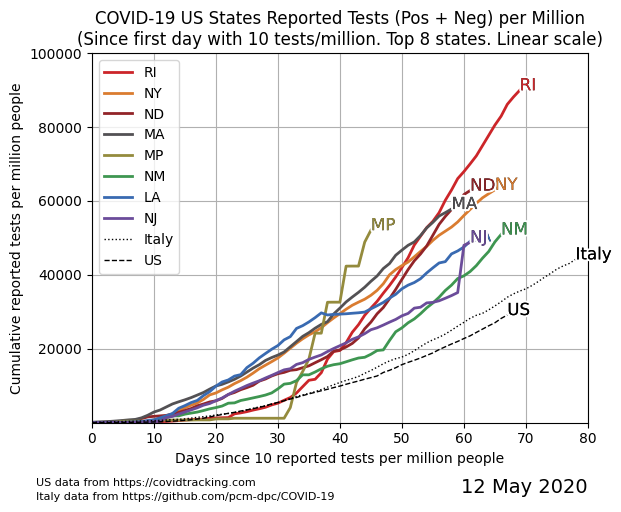 COVID-19 US States Reported Tests (Pos + Neg) per Million
(Since first day with 10 tests/million. Top 8 states. Linear scale)
Cumulative reported tests per million people
100000
80000
60000
40000
20000
RI
NY
ND
MA
MP
NM
LA
NJ
Italy
US
RI
ND
NY
MA
MP
NM
NJ
Italy
US
0
10
20
30
40
50
60
70
80
Days since 10 reported tests per million people
US data from https://covidtracking.com
Italy data from https://github.com/pcm-dpc/COVID-19
12 May 2020